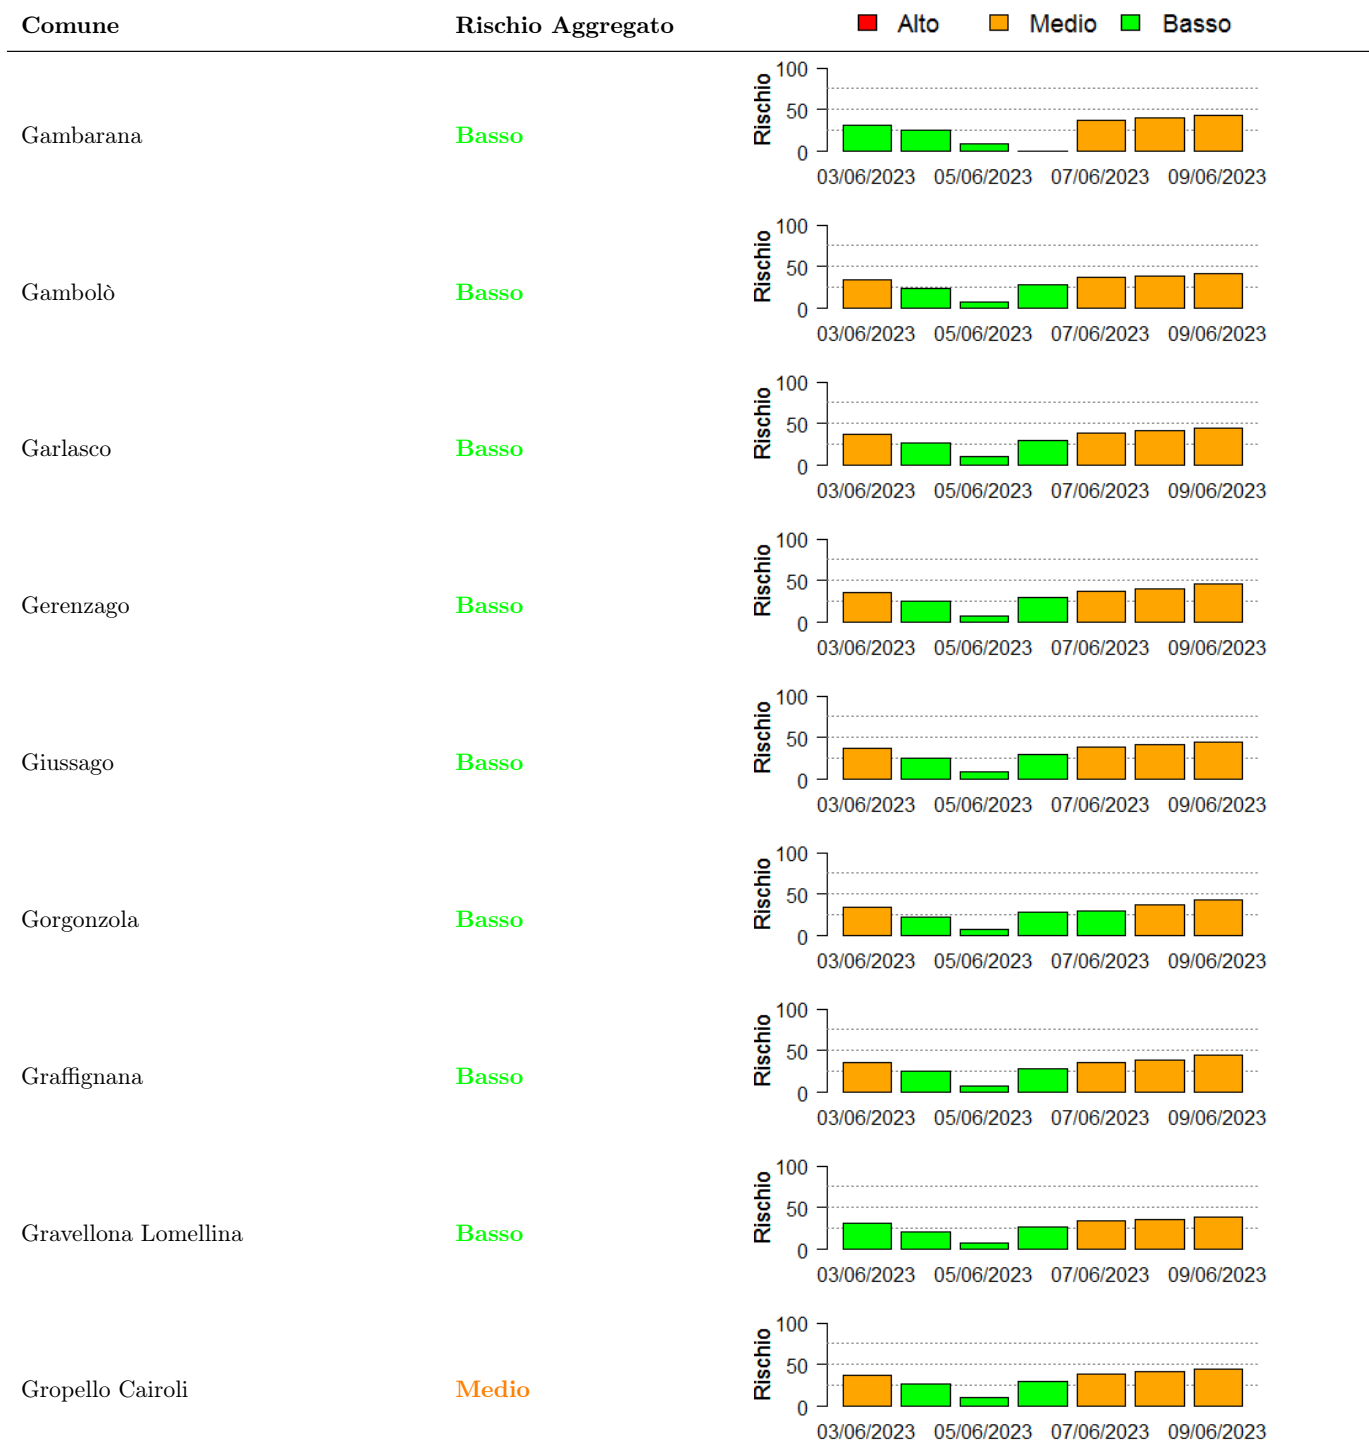 Comune Rischio Aggregato Alto Medio Basso
Gambarana Basso Rischio 100 50 0
03/06/2023 05/06/2023 07/06/2023 09/06/2023
Gambolò Basso Rischio 100 50 0
03/06/2023 05/06/2023 07/06/2023 09/06/2023
Garlasco Basso Rischio 100 50 0
03/06/2023 05/06/2023 07/06/2023 09/06/2023
Gerenzago Basso Rischio 100 50 0
03/06/2023 05/06/2023 07/06/2023 09/06/2023
Giussago Basso Rischio 100 50 0
03/06/2023 05/06/2023 07/06/2023 09/06/2023
Gorgonzola Basso Rischio 100 50 0
03/06/2023 05/06/2023 07/06/2023 09/06/2023
Graffignana Basso Rischio 100 50 0
03/06/2023 05/06/2023 07/06/2023 09/06/2023
Gravellona Lomellina Basso Rischio 100 50 0
03/06/2023 05/06/2023 07/06/2023 09/06/2023
Gropello Cairoli Medio Rischio 100 50 0
03/06/2023 05/06/2023 07/06/2023 09/06/2023